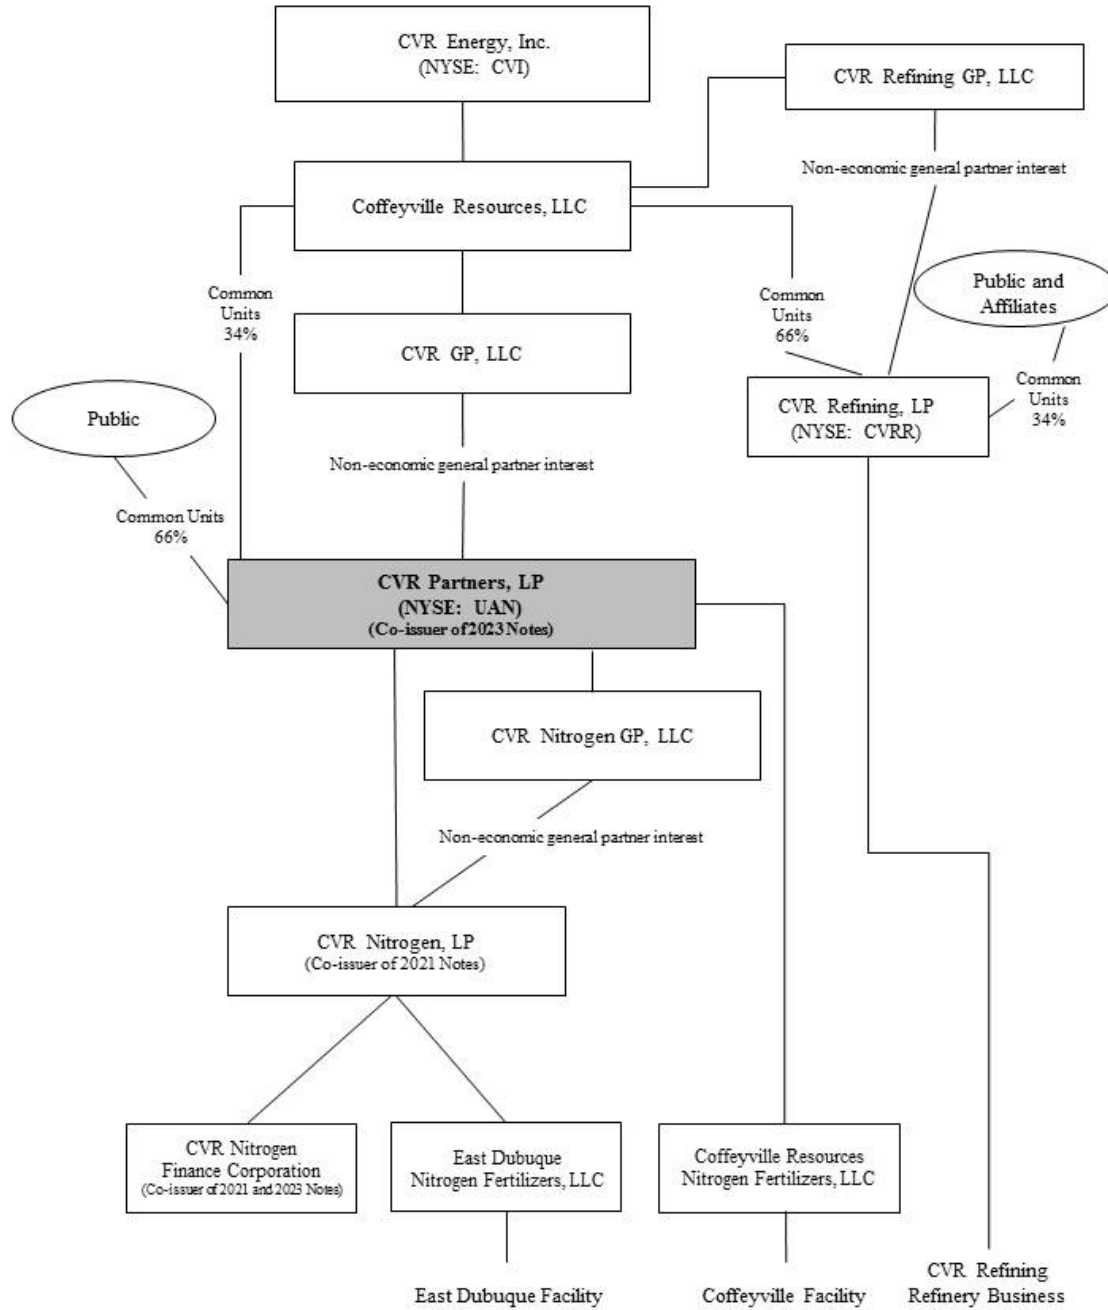 CVR Energy, Inc.
(NYSE: CVI)
CVR Refining GP, LLC
Non-economic general partner interest
Coffeyville Resources, LLC
Common
Units
34%
Common
Units
66%
Public and
Affiliates
CVR GP, LLC
Common
Units
34%
CVR Refining, LP
(NYSE: CVRR)
Public
Non-economic general partner interest
Common Units
66%
CVR Partners, LP
(NYSE: UAN)
(Co-issuer of 2023 Notes)
CVR Nitrogen GP, LLC
Non-economic general partner interest
CVR Nitrogen, LP
(Co-issuer of 2021 Notes)
CVR Nitrogen
Finance Corporation
(Co-issuer of 2021 and 2023 Notes)
East Dubuque
Nitrogen Fertilizers, LLC
Coffeyville Resources
Nitrogen Fertilizers, LLC
East Dubuque Facility
Coffeyville Facility
CVR Refining
Refinery Business